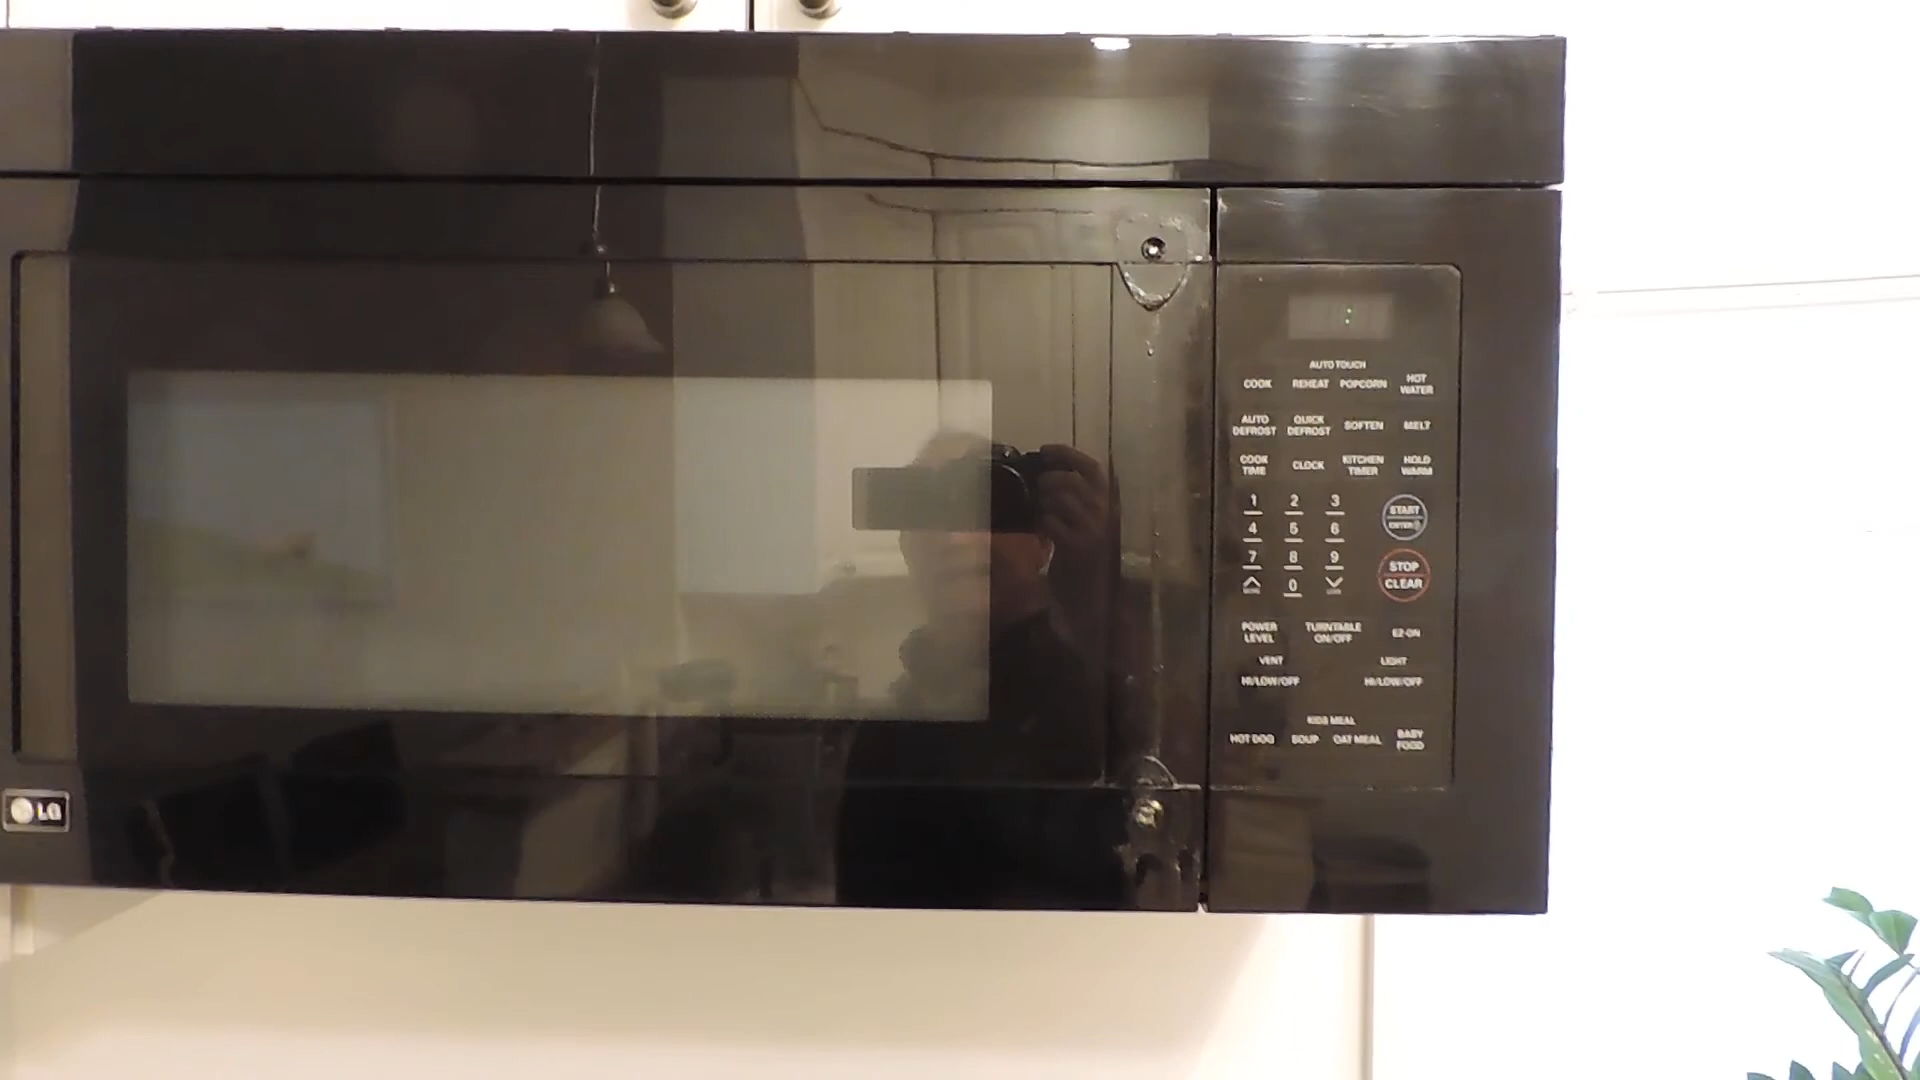 AUTO TOUCH
COOK REHEAT POPCORN HOT WATER
AUTO DEFROST QUICK DEFROST SOFTEN MELT
COOK TIME CLOCK KITCHEN TIMER HOLD WARM
1 2 3 START
ENTER
4 5 6
7 8 9 STOP
CLEAR
0
POWER LEVEL TURNTABLE ON/OFF EZ-ON
VENT LIGHT
HI/LOW/OFF HI/LOW/OFF
KIDS MEAL
HOT DOG SOUP OATMEAL BABY FOOD
LG